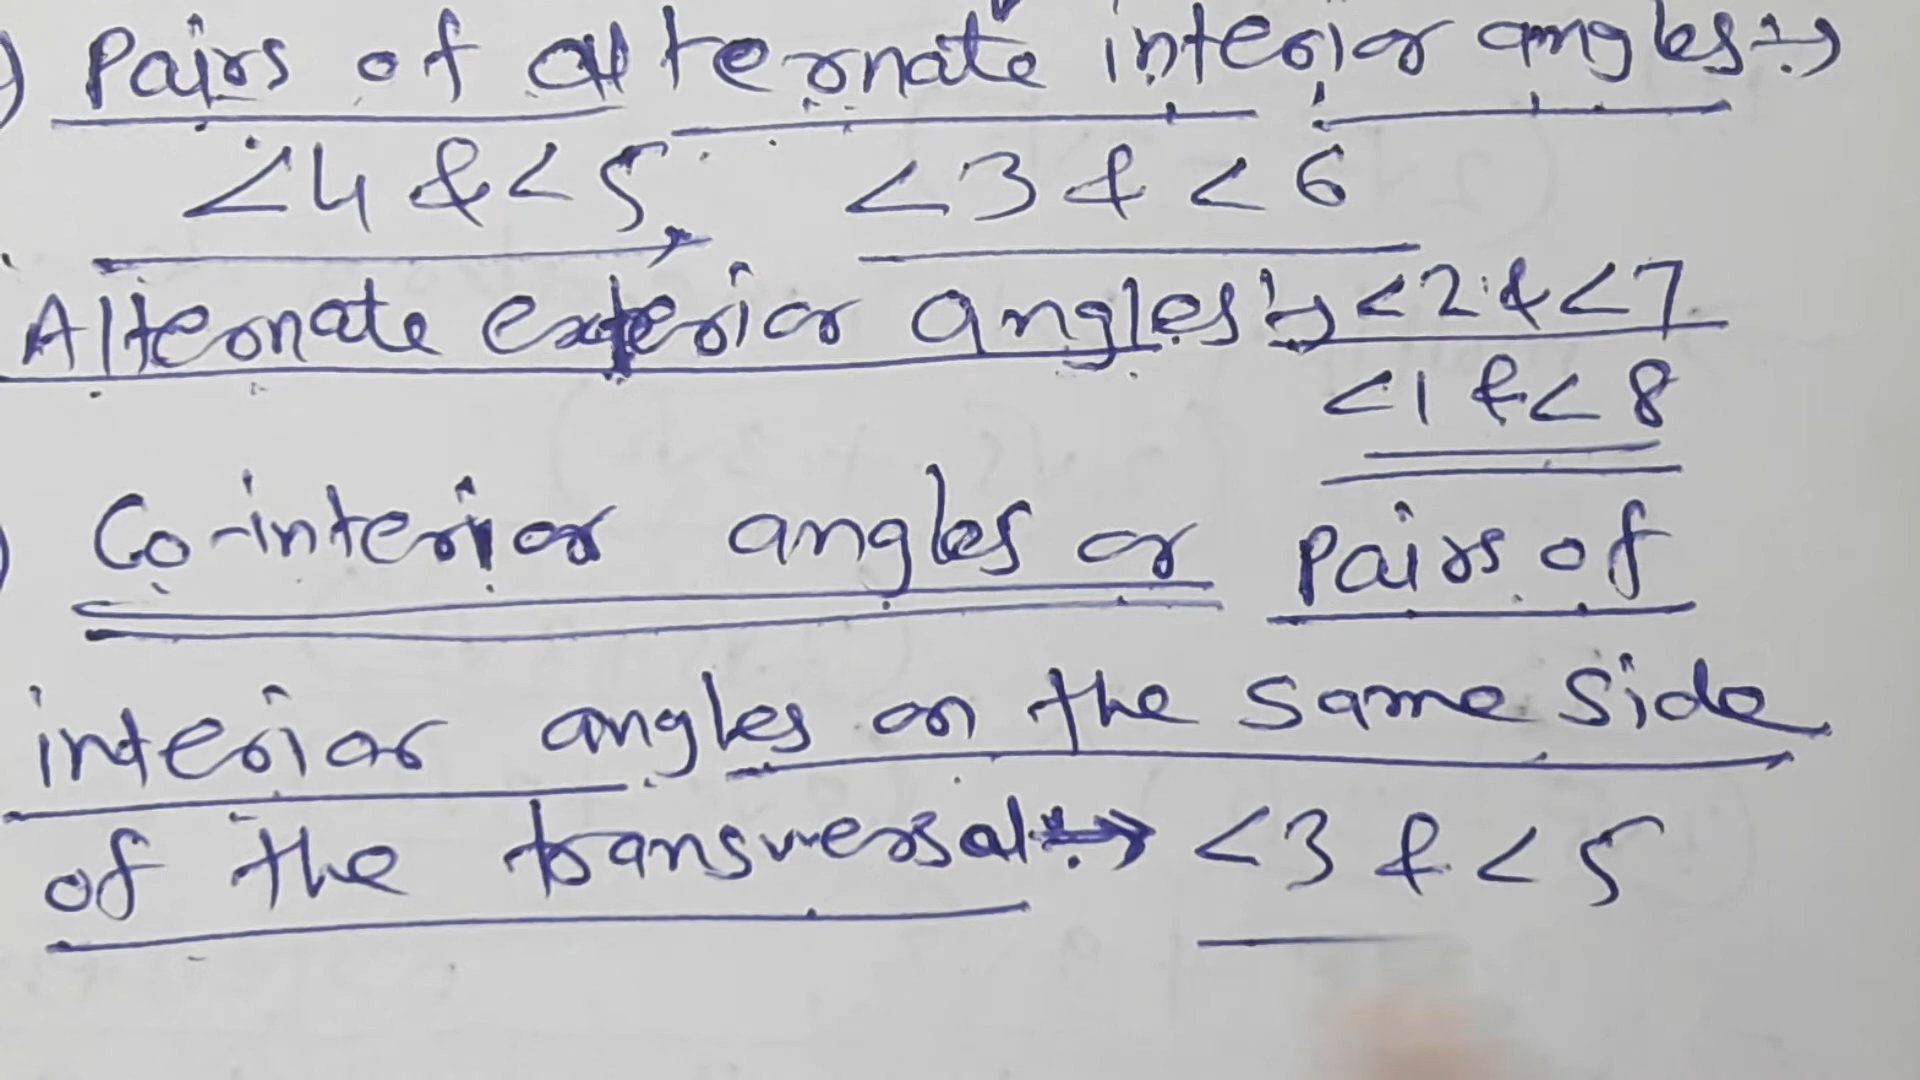 ) Pairs of alternate interior angles :→
<4 & <5 <3 & <6
Alternate exterior angles :→ <2 & <7
<1 & <8
) Co-interior angles or Pairs of
interior angles on the same side
of the transversal :→ <3 & <5